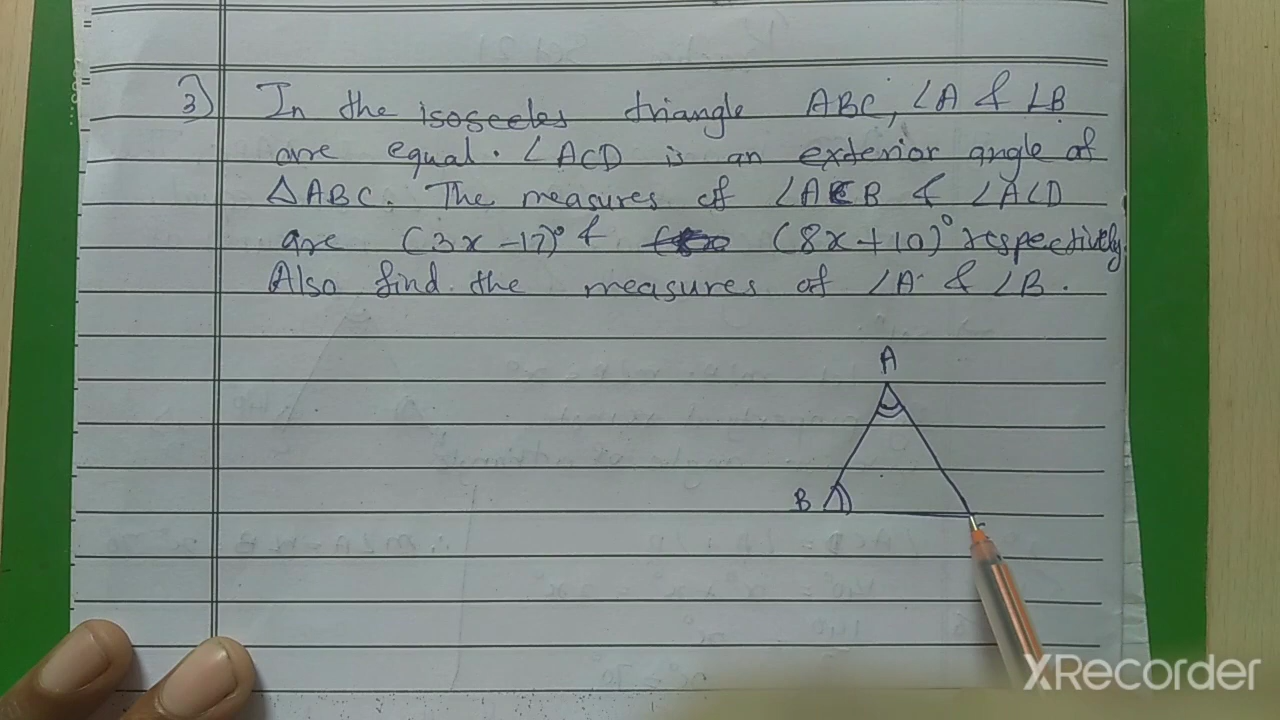 3) In the isosceles triangle ABC, ∠A & ∠B
are equal. ∠ACD is an exterior angle of
△ABC. The measures of ∠ACB & ∠ACD
are (3x-17)° & (8x+10)° respectively.
Also find the measures of ∠A & ∠B.
A
B
XRecorder